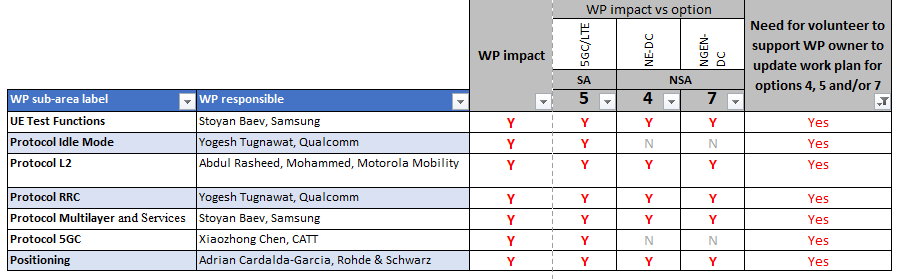 WP impact vs option
WP impact
5GC/LTE
NE-DC
NGEN-
DC
Need for volunteer to
support WP owner to
update work plan for
options 4, 5 and/or 7
SA
NSA
WP sub-area label WP responsible 5 4 7
UE Test Functions Stoyan Baev, Samsung Y Y Y Y Yes
Protocol Idle Mode Yogesh Tugnawat, Qualcomm Y Y N N Yes
Protocol L2 Abdul Rasheed, Mohammed, Motorola Mobility Y Y Y Y Yes
Protocol RRC Yogesh Tugnawat, Qualcomm Y Y Y Y Yes
Protocol Multilayer and Services Stoyan Baev, Samsung Y Y Y Y Yes
Protocol 5GC Xiaozhong Chen, CATT Y Y N N Yes
Positioning Adrian Cardalda-Garcia, Rohde & Schwarz Y Y Y Y Yes